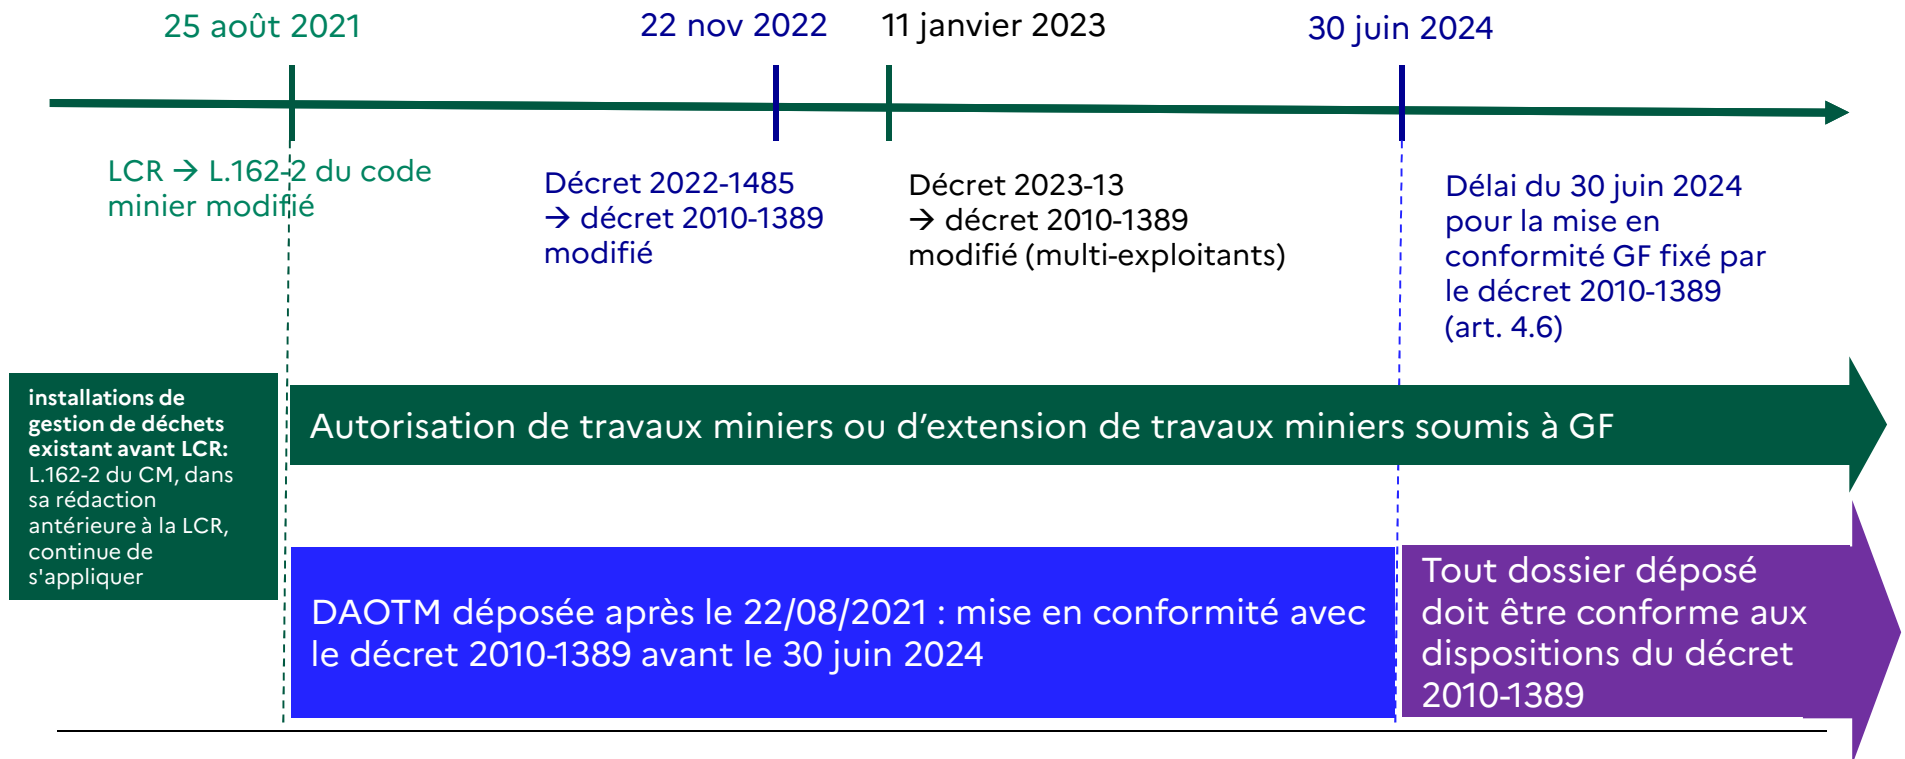 25 août 2021
22 nov 2022
11 janvier 2023
30 juin 2024
LCR → L.162-2 du code
minier modifié
Décret 2022-1485
→ décret 2010-1389
modifié
Décret 2023-13
→ décret 2010-1389
modifié (multi-exploitants)
Délai du 30 juin 2024
pour la mise en
conformité GF fixé par
le décret 2010-1389
(art. 4.6)
installations de
gestion de déchets
existant avant LCR:
L.162-2 du CM, dans
sa rédaction
antérieure à la LCR,
continue de
s'appliquer
Autorisation de travaux miniers ou d'extension de travaux miniers soumis à GF
DAOTM déposée après le 22/08/2021 : mise en conformité avec
le décret 2010-1389 avant le 30 juin 2024
Tout dossier déposé
doit être conforme aux
dispositions du décret
2010-1389